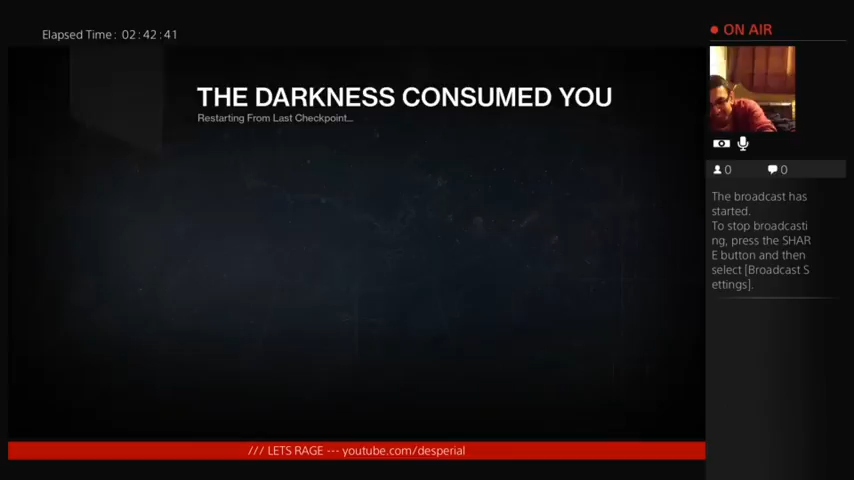 Elapsed Time: 02:42:41
ON AIR
THE DARKNESS CONSUMED YOU
Restarting From Last Checkpoint...
0 0
The broadcast has
started.
To stop broadcasti
ng, press the SHAR
E button and then
select [Broadcast S
ettings].
/// LETS RAGE --- youtube.com/desperial